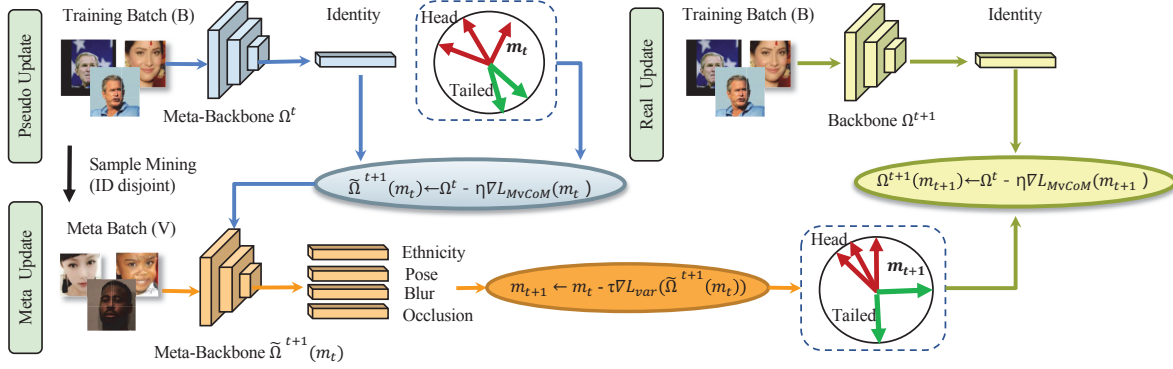 Pseudo Update
Training Batch (B)
Identity
Head
m_t
Tailed
Meta-Backbone Ω^t
Ω̃^{t+1}(m_t)←Ω^t - η∇L_{MvCoM}(m_t)
Sample Mining
(ID disjoint)
Meta Update
Meta Batch (V)
Ethnicity
Pose
Blur
Occlusion
Meta-Backbone Ω̃^{t+1}(m_t)
m_{t+1} ← m_t - τ∇L_{var}(Ω̃^{t+1}(m_t))
Head
m_{t+1}
Tailed
Real Update
Training Batch (B)
Identity
Backbone Ω^{t+1}
Ω^{t+1}(m_{t+1})←Ω^t - η∇L_{MvCoM}(m_{t+1})